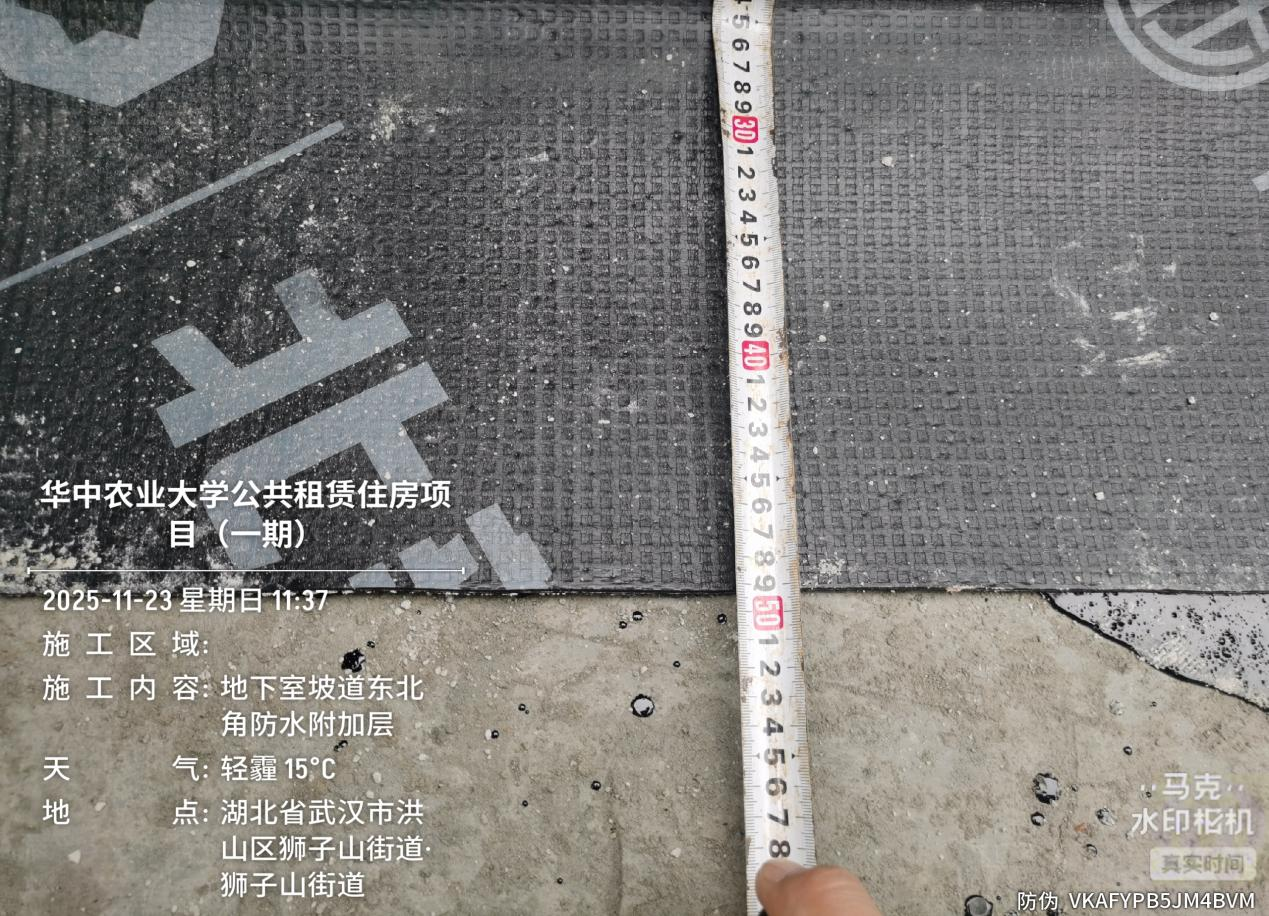 5
6
7
8
9
30
1
2
3
4
5
6
7
8
9
40
1
2
3
4
5
6
7
8
9
50
1
2
3
4
5
6
7
8
华中农业大学公共租赁住房项
目（一期）
2025-11-23 星期日 11:37
施工区域:
施工内容: 地下室坡道东北
角防水附加层
天气: 轻霾 15°C
地点: 湖北省武汉市洪
山区狮子山街道·
狮子山街道
马克
水印相机
真实时间
防伪 VKAFYPB5JM4BVM